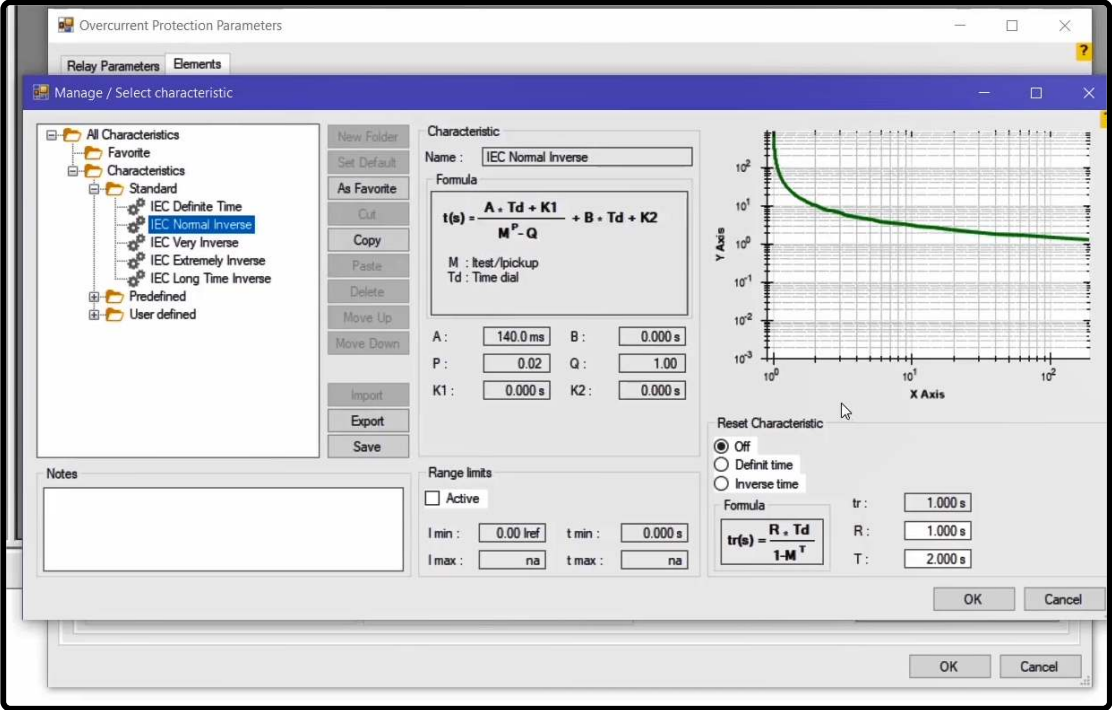 Overcurrent Protection Parameters
?
Relay Parameters Elements
Manage / Select characteristic
All Characteristics
Favorite
Characteristics
Standard
IEC Definite Time
IEC Normal Inverse
IEC Very Inverse
IEC Extremely Inverse
IEC Long Time Inverse
Predefined
User defined
New Folder
Set Default
As Favorite
Cut
Copy
Paste
Delete
Move Up
Move Down
Import
Export
Save
Characteristic
Name : IEC Normal Inverse
Formula
t(s) = A * Td + K1 / M^P - Q + B * Td + K2
M : Itest/Ipickup
Td : Time dial
A : 140.0 ms B : 0.000 s
P : 0.02 Q : 1.00
K1 : 0.000 s K2 : 0.000 s
Y Axis
10^2
10^1
10^0
10^-1
10^-2
10^-3
10^0 10^1 10^2
X Axis
Notes
Range limits
Active
I min : 0.00 Iref t min : 0.000 s
I max : na t max : na
Reset Characteristic
Off
Definit time
Inverse time
Formula
tr(s) = R * Td / 1-M^T
tr : 1.000 s
R : 1.000 s
T : 2.000 s
OK Cancel
OK Cancel